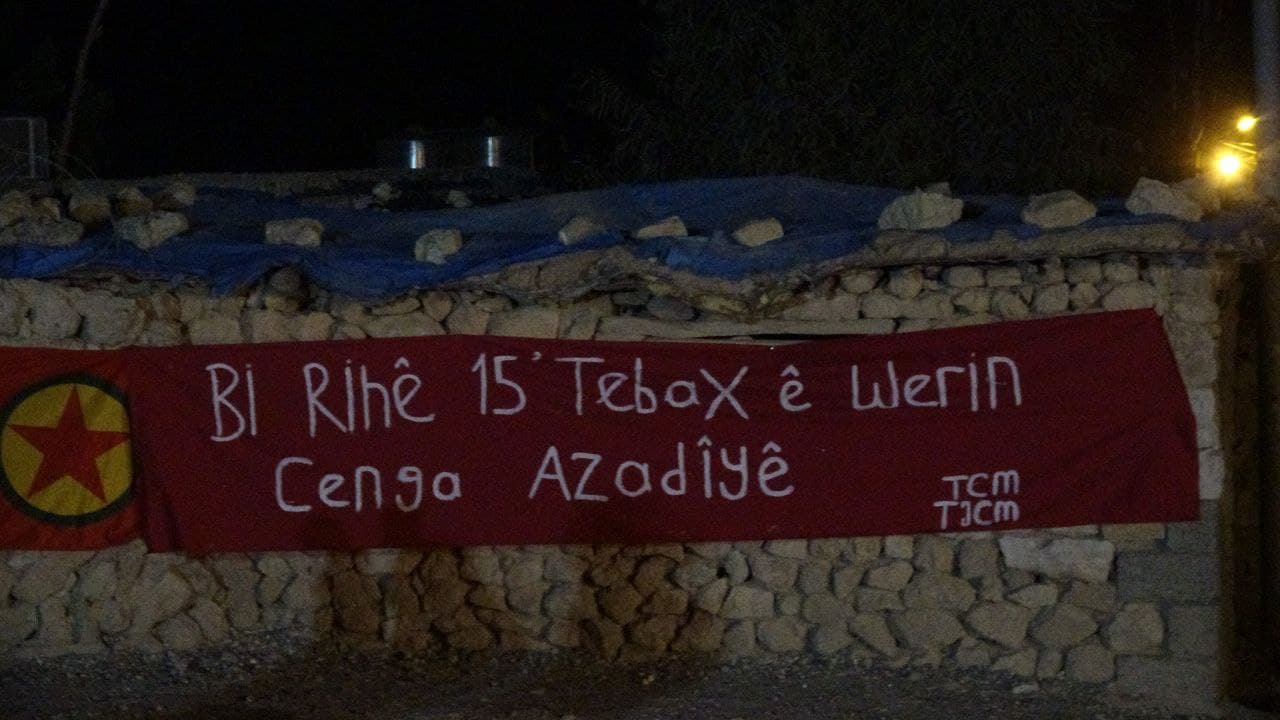 Bi Rihê 15' Tebax ê Werin
Cenga Azadîyê
TCM
TJCM